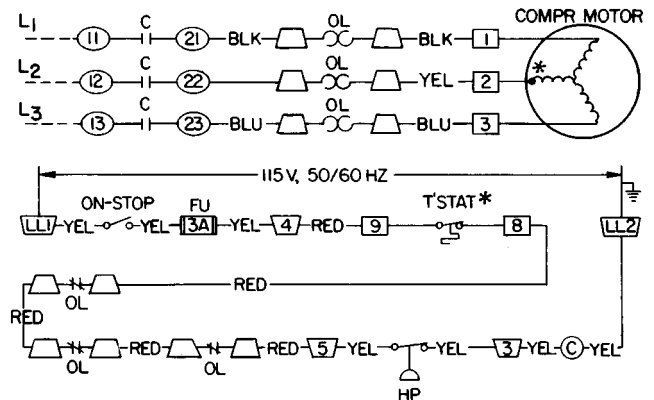 COMPR MOTOR
L1 11 C 21 BLK OL BLK 1
L2 12 C 22 OL YEL 2 *
L3 13 C 23 BLU OL BLU 3
115V, 50/60 HZ
ON-STOP FU T'STAT*
LL1 YEL YEL 3A YEL 4 RED 9 8 LL2
RED
OL
RED
RED RED 5 YEL YEL 3 YEL C YEL
OL OL
HP